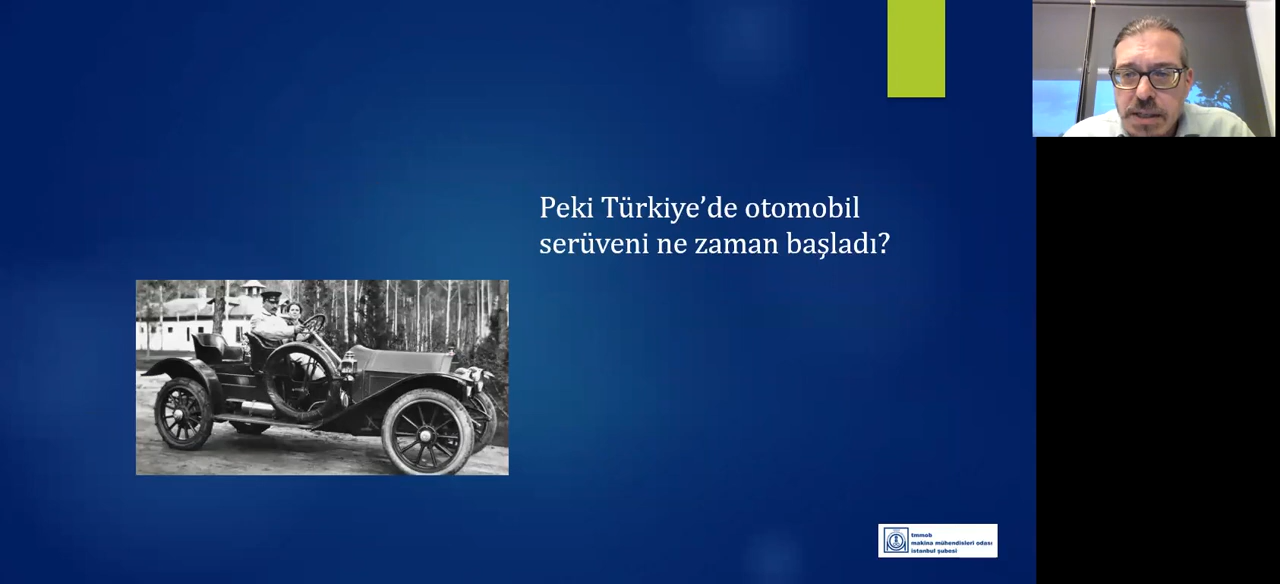 Peki Türkiye’de otomobil
serüveni ne zaman başladı?
tmmob
makina mühendisleri odası
istanbul şubesi